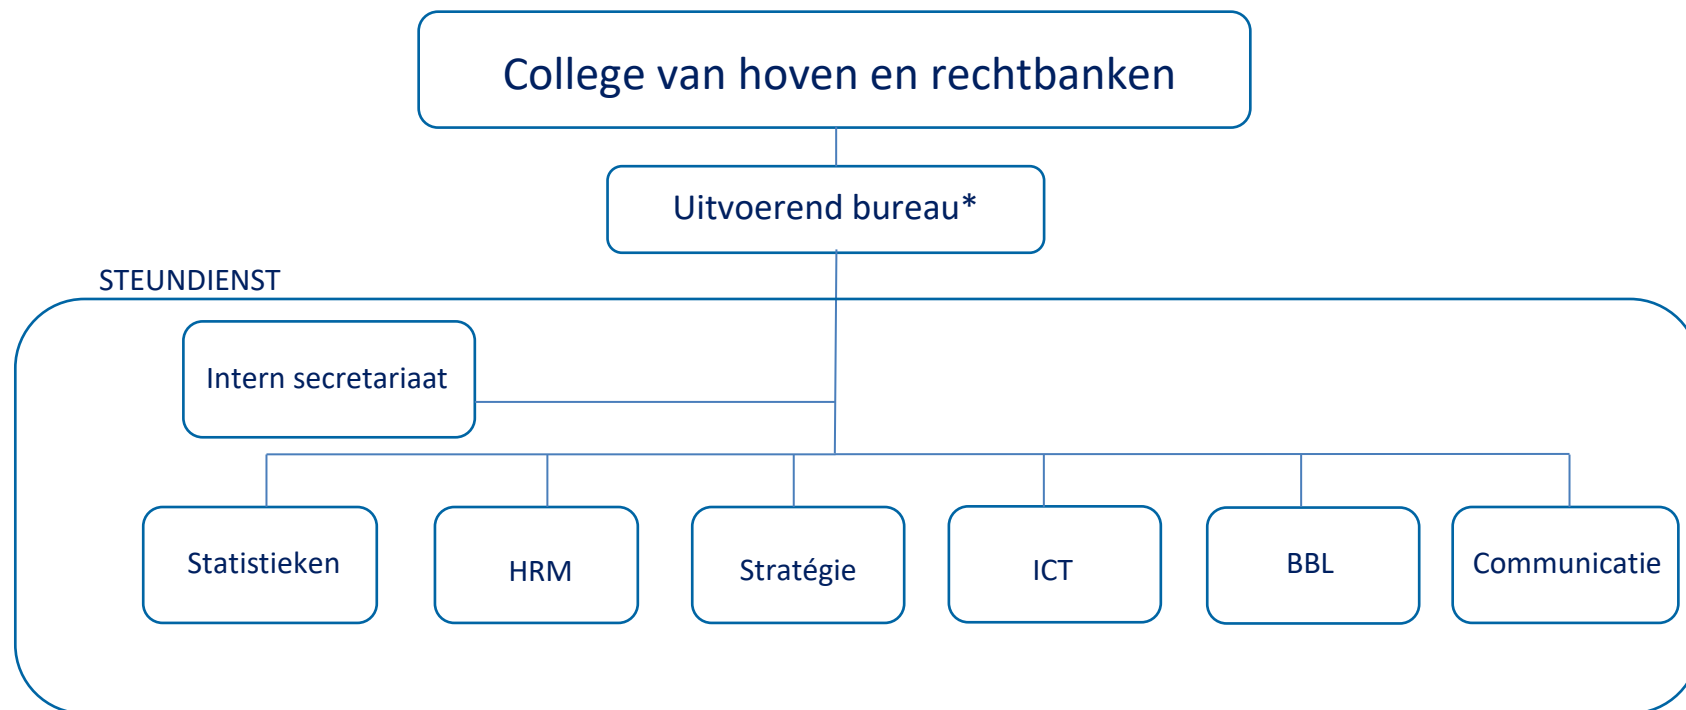 College van hoven en rechtbanken
Uitvoerend bureau*
STEUNDIENST
Intern secretariaat
Statistieken
HRM
Stratégie
ICT
BBL
Communicatie